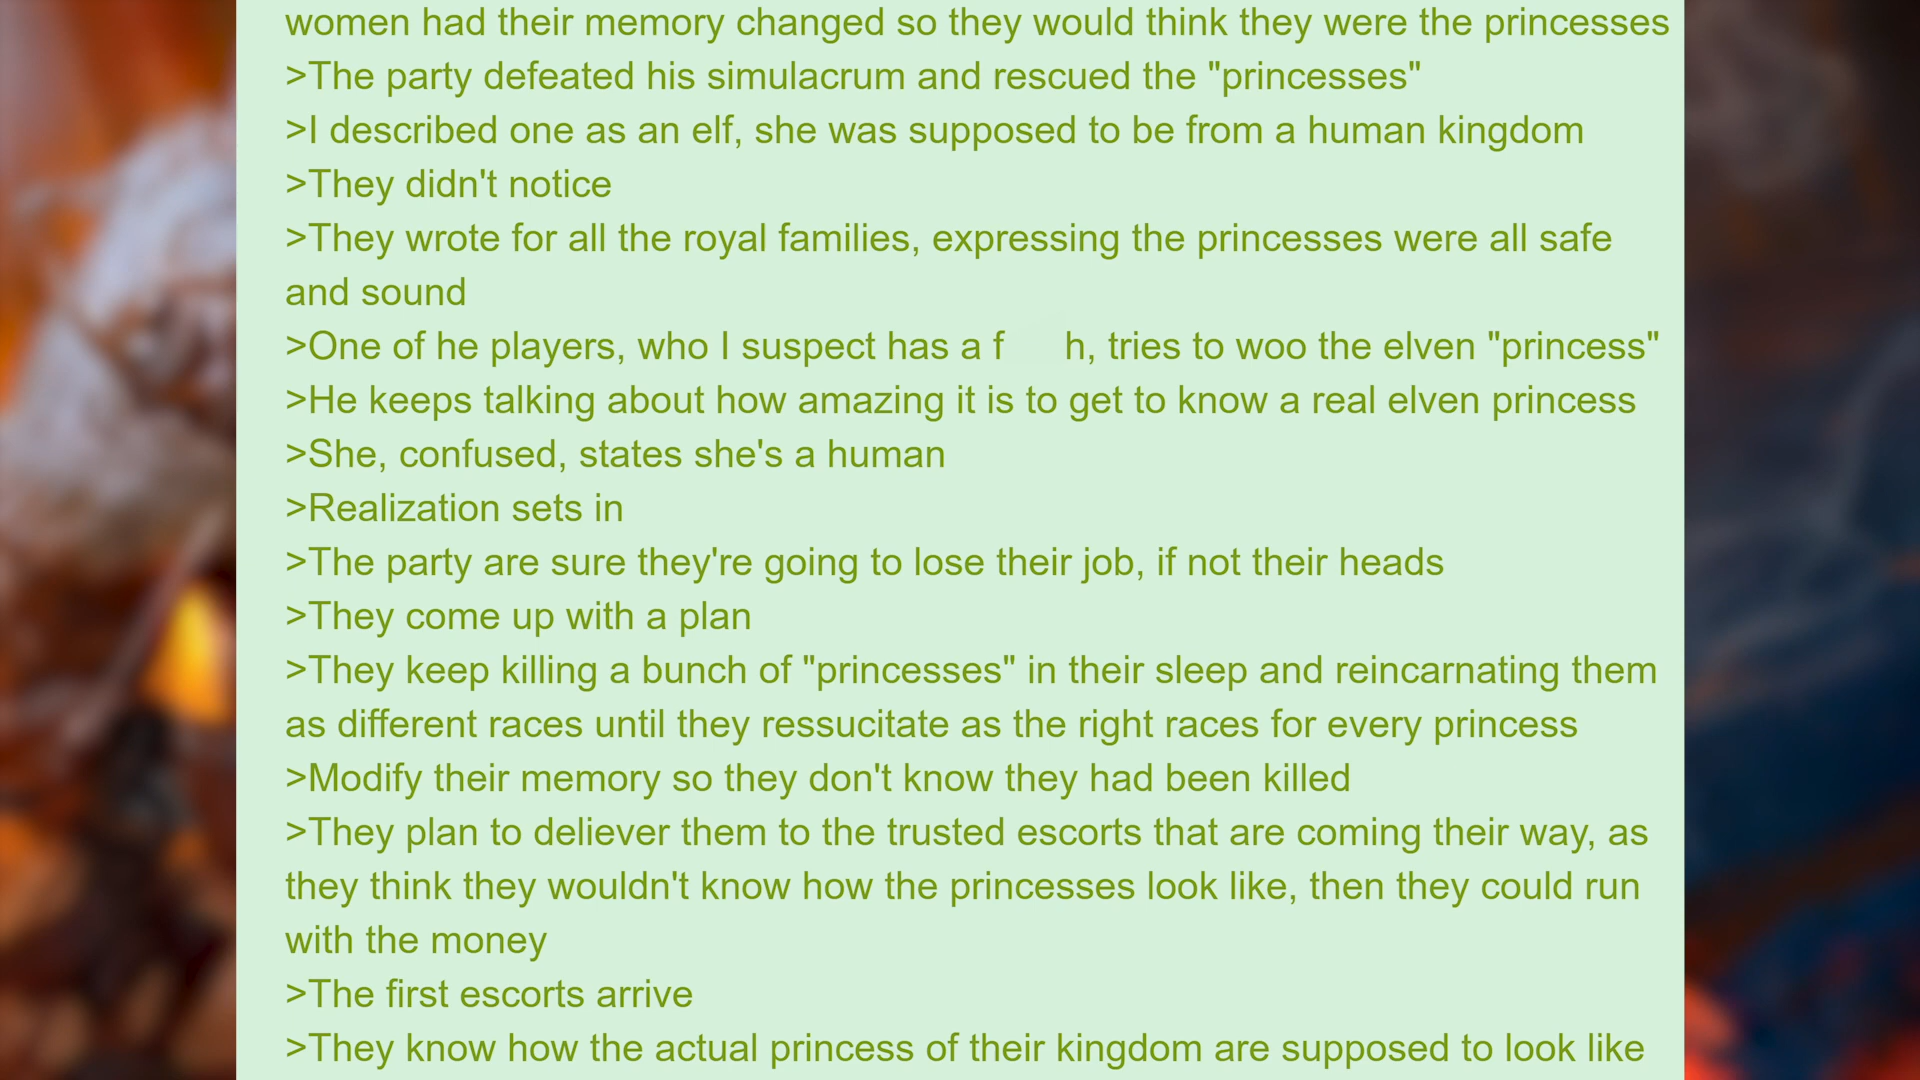 women had their memory changed so they would think they were the princesses
>The party defeated his simulacrum and rescued the "princesses"
>I described one as an elf, she was supposed to be from a human kingdom
>They didn't notice
>They wrote for all the royal families, expressing the princesses were all safe
and sound
>One of he players, who I suspect has a f h, tries to woo the elven "princess"
>He keeps talking about how amazing it is to get to know a real elven princess
>She, confused, states she's a human
>Realization sets in
>The party are sure they're going to lose their job, if not their heads
>They come up with a plan
>They keep killing a bunch of "princesses" in their sleep and reincarnating them
as different races until they ressucitate as the right races for every princess
>Modify their memory so they don't know they had been killed
>They plan to deliever them to the trusted escorts that are coming their way, as
they think they wouldn't know how the princesses look like, then they could run
with the money
>The first escorts arrive
>They know how the actual princess of their kingdom are supposed to look like